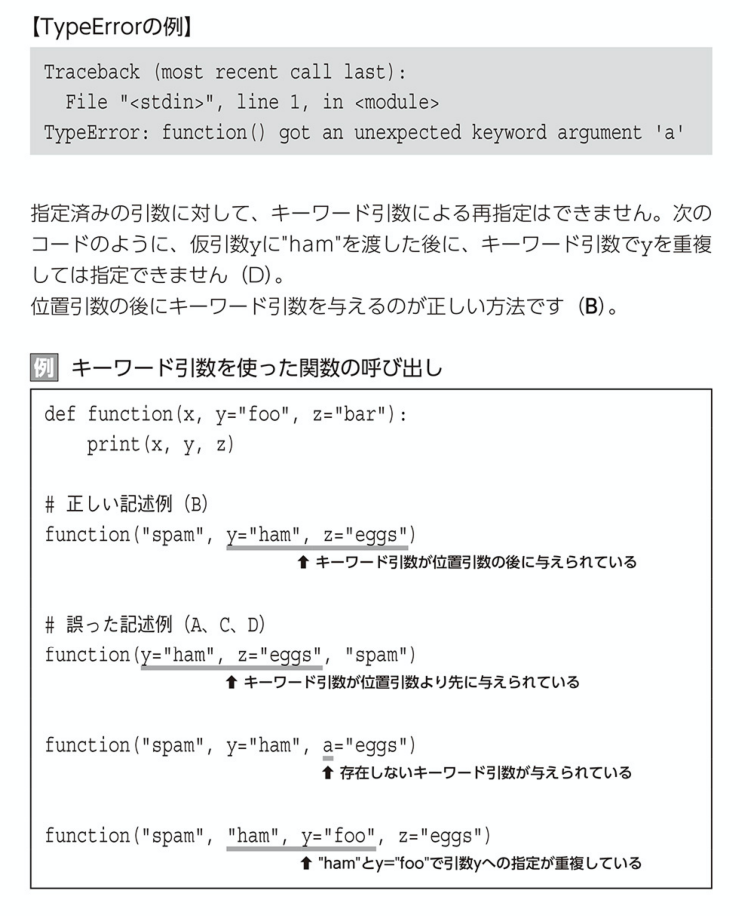 【TypeErrorの例】
Traceback (most recent call last):
  File "<stdin>", line 1, in <module>
TypeError: function() got an unexpected keyword argument 'a'
指定済みの引数に対して、キーワード引数による再指定はできません。次の
コードのように、仮引数yに"ham"を渡した後に、キーワード引数でyを重複
しては指定できません（D）。
位置引数の後にキーワード引数を与えるのが正しい方法です（B）。
例 キーワード引数を使った関数の呼び出し
def function(x, y="foo", z="bar"):
    print(x, y, z)
# 正しい記述例（B）
function("spam", y="ham", z="eggs")
⬆ キーワード引数が位置引数の後に与えられている
# 誤った記述例（A、C、D）
function(y="ham", z="eggs", "spam")
⬆ キーワード引数が位置引数より先に与えられている
function("spam", y="ham", a="eggs")
⬆ 存在しないキーワード引数が与えられている
function("spam", "ham", y="foo", z="eggs")
⬆ "ham"とy="foo"で引数yへの指定が重複している